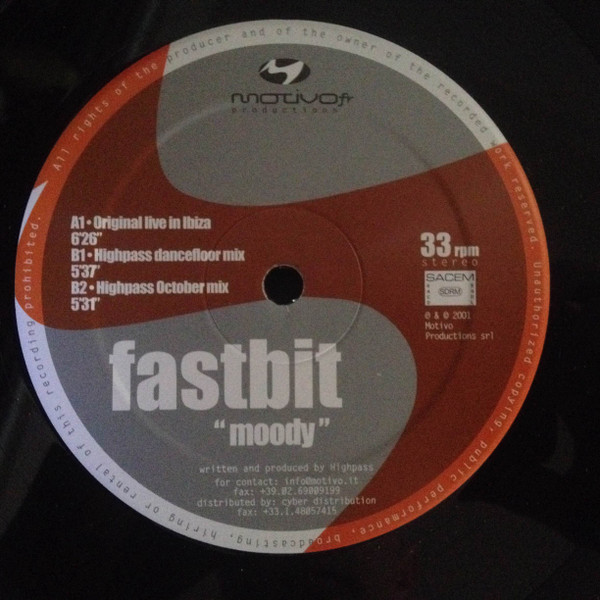 All rights of the producer and of the owner of the recorded work reserved. Unauthorized copying, public performance, broadcasting, hiring or rental of this recording prohibited.
motivo fr
productions
A1 • Original live in Ibiza
6'26"
B1 • Highpass dancefloor mix
5'37'
B2 • Highpass October mix
5'31'
33 rpm
stereo
SACEM
SDRM
℗ & © 2001
Motivo
Productions srl
fastbit
“ moody ”
written and produced by Highpass
for contact: info@motivo.it
fax: +39.02.69009199
distributed by: cyber distribution
fax: +33.1.48057415